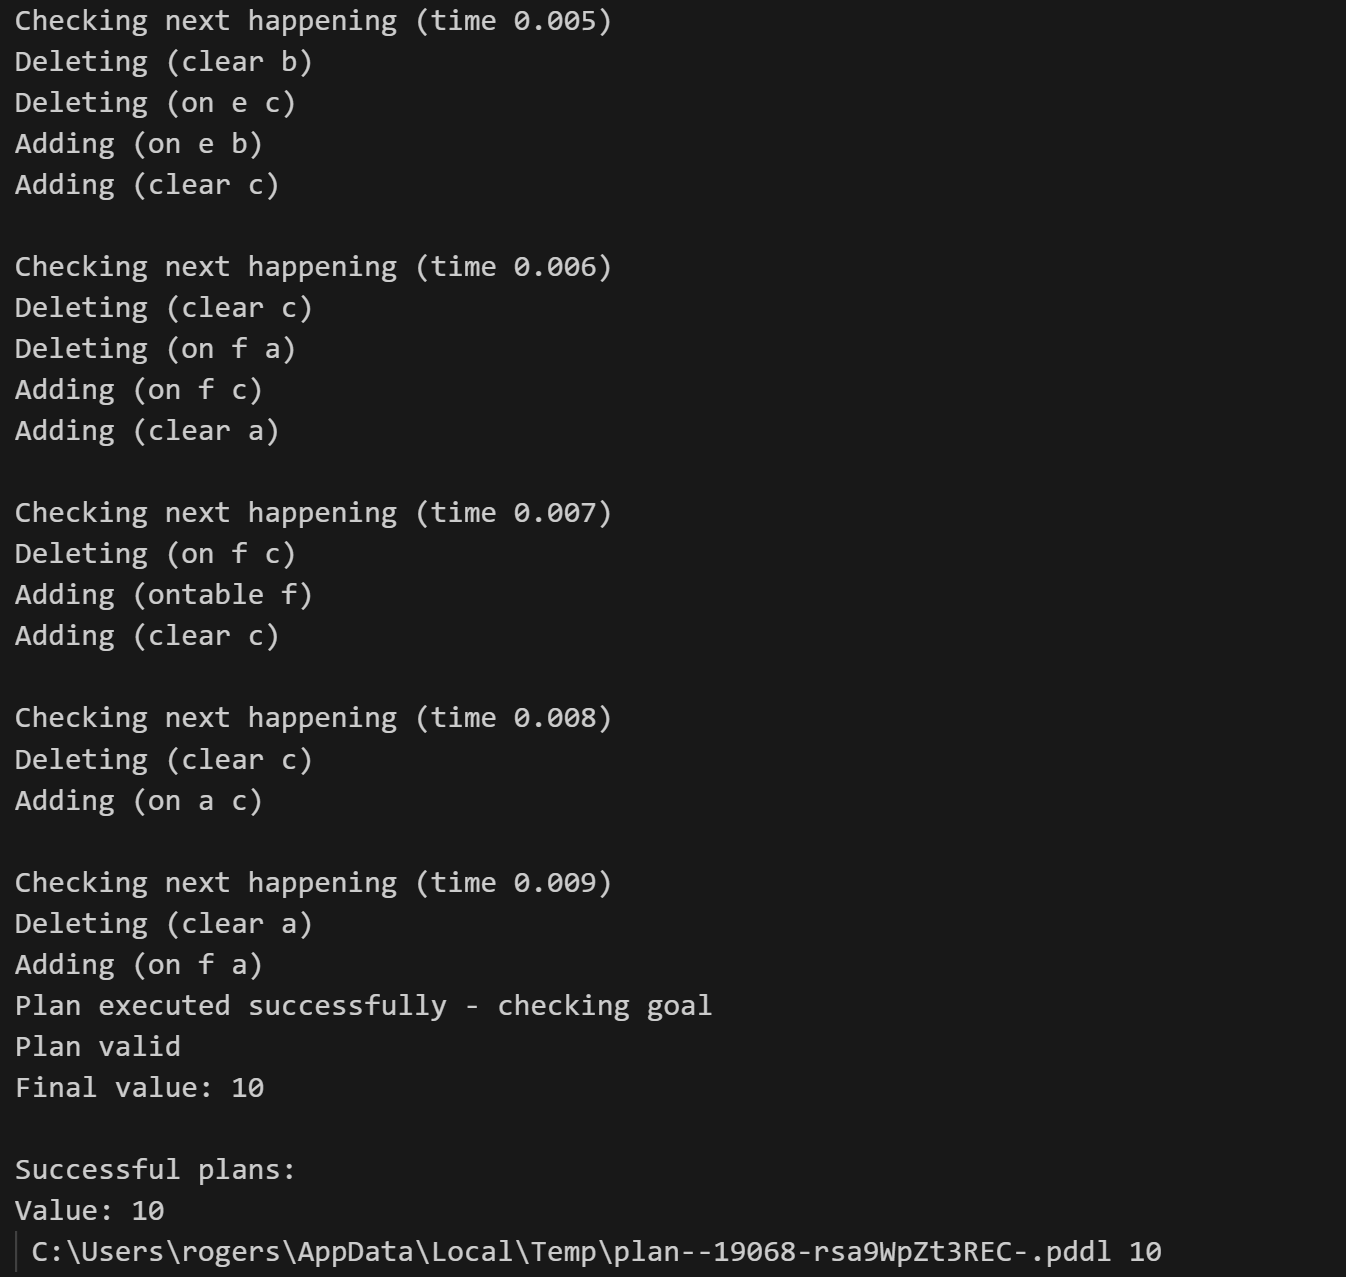 Checking next happening (time 0.005)
Deleting (clear b)
Deleting (on e c)
Adding (on e b)
Adding (clear c)

Checking next happening (time 0.006)
Deleting (clear c)
Deleting (on f a)
Adding (on f c)
Adding (clear a)

Checking next happening (time 0.007)
Deleting (on f c)
Adding (ontable f)
Adding (clear c)

Checking next happening (time 0.008)
Deleting (clear c)
Adding (on a c)

Checking next happening (time 0.009)
Deleting (clear a)
Adding (on f a)
Plan executed successfully - checking goal
Plan valid
Final value: 10

Successful plans:
Value: 10
C:\Users\rogers\AppData\Local\Temp\plan--19068-rsa9WpZt3REC-.pddl 10